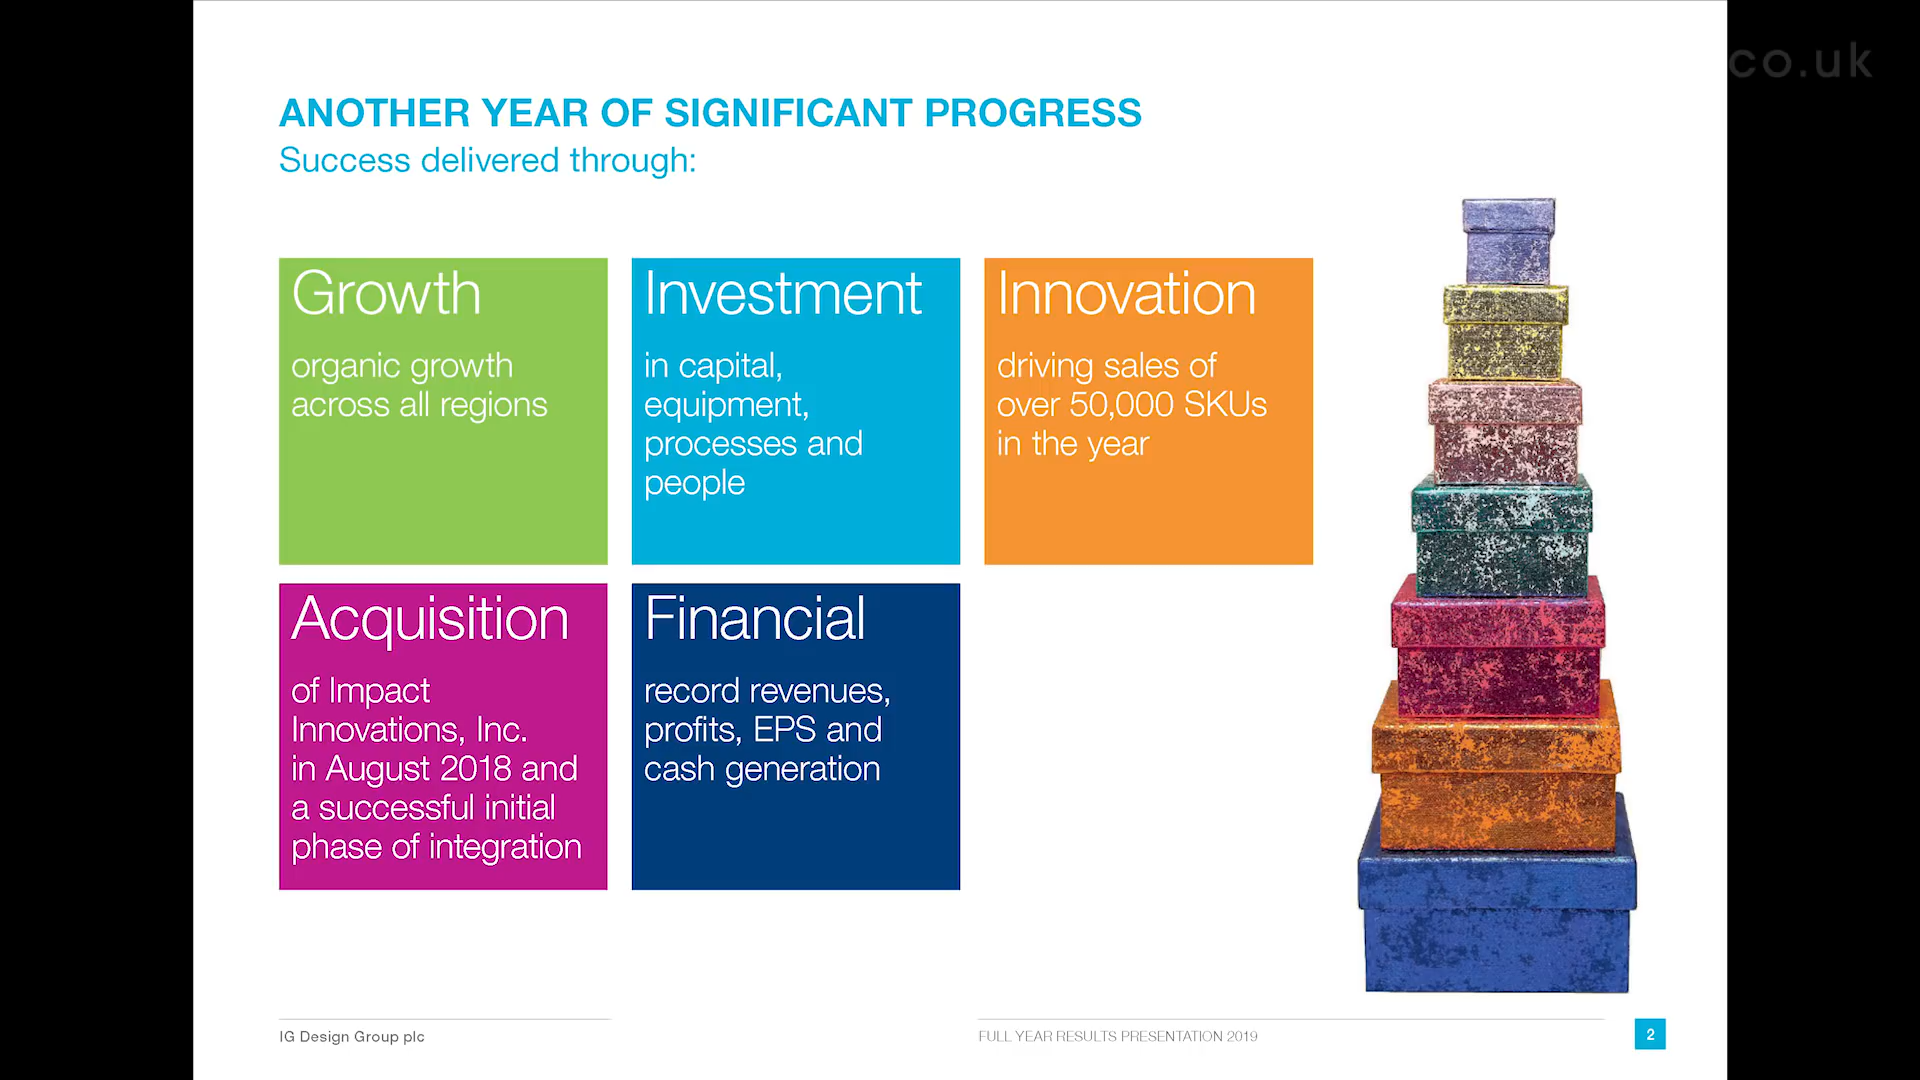 co.uk
ANOTHER YEAR OF SIGNIFICANT PROGRESS
Success delivered through:
Growth
organic growth
across all regions
Investment
in capital,
equipment,
processes and
people
Innovation
driving sales of
over 50,000 SKUs
in the year
Acquisition
of Impact
Innovations, Inc.
in August 2018 and
a successful initial
phase of integration
Financial
record revenues,
profits, EPS and
cash generation
IG Design Group plc
FULL YEAR RESULTS PRESENTATION 2019
2